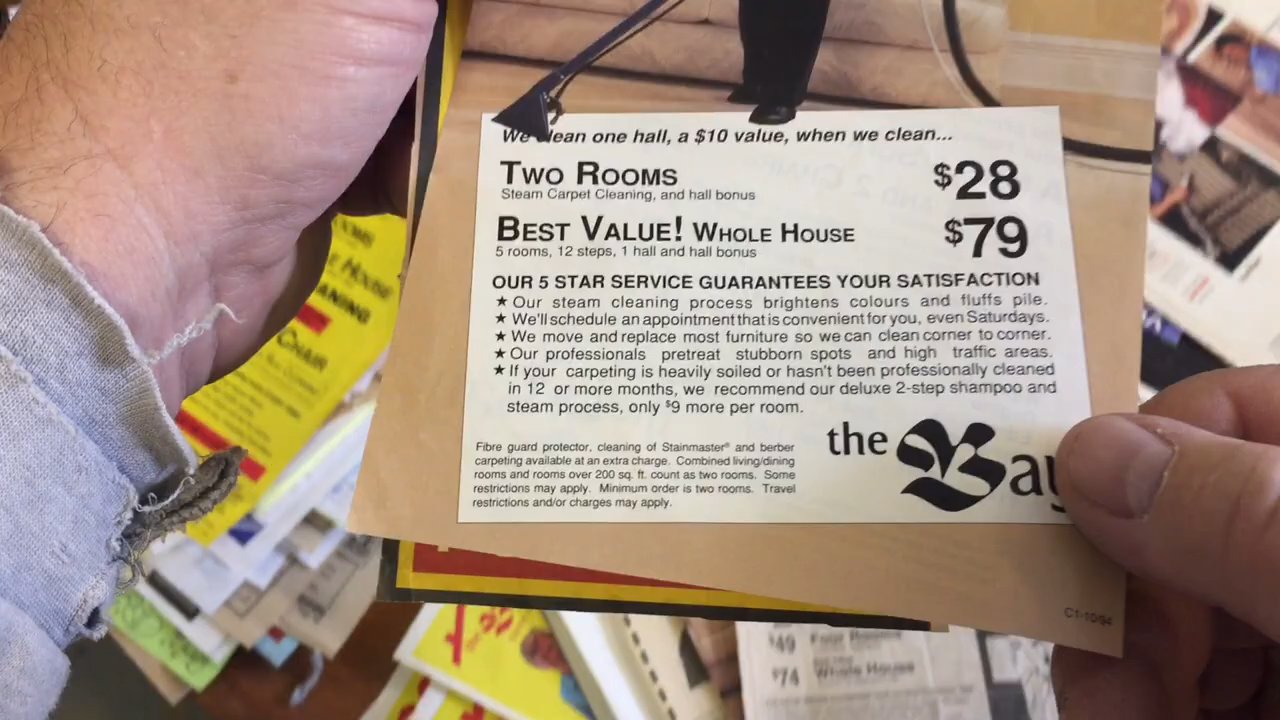 We clean one hall, a $10 value, when we clean...
TWO ROOMS $28
Steam Carpet Cleaning, and hall bonus
BEST VALUE! WHOLE HOUSE $79
5 rooms, 12 steps, 1 hall and hall bonus
OUR 5 STAR SERVICE GUARANTEES YOUR SATISFACTION
★ Our steam cleaning process brightens colours and fluffs pile.
★ We'll schedule an appointment that is convenient for you, even Saturdays.
★ We move and replace most furniture so we can clean corner to corner.
★ Our professionals pretreat stubborn spots and high traffic areas.
★ If your carpeting is heavily soiled or hasn't been professionally cleaned
in 12 or more months, we recommend our deluxe 2-step shampoo and
steam process, only $9 more per room.
Fibre guard protector, cleaning of Stainmaster® and berber
carpeting available at an extra charge. Combined living/dining
rooms and rooms over 200 sq. ft. count as two rooms. Some
restrictions may apply. Minimum order is two rooms. Travel
restrictions and/or charges may apply.
the Bay
C1-1094
$49 Four Rooms
$74 Whole House